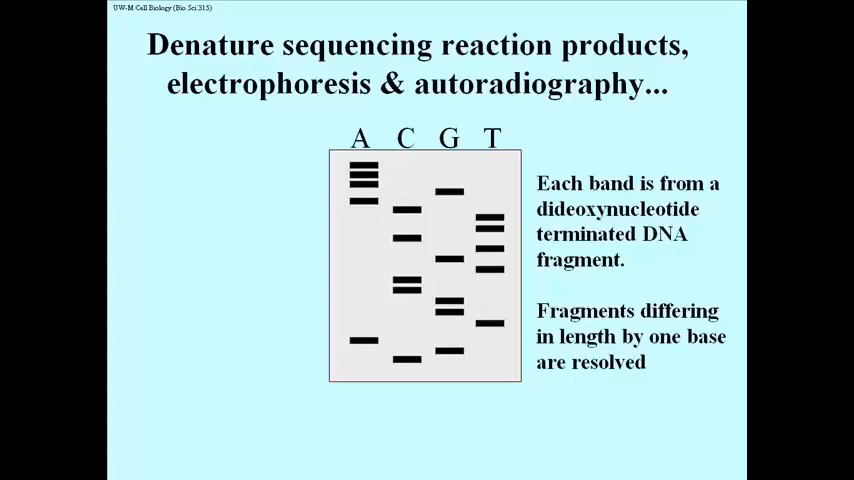 UW-M Cell Biology (Bio Sci 315)
Denature sequencing reaction products,
electrophoresis & autoradiography...
A C G T
Each band is from a
dideoxynucleotide
terminated DNA
fragment.
Fragments differing
in length by one base
are resolved